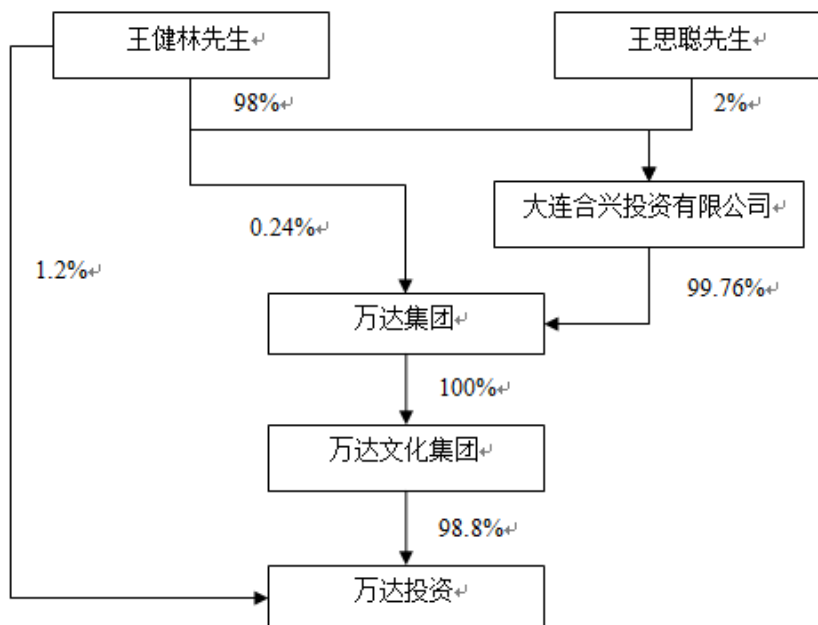 王健林先生↵
王思聪先生↵
98%↵
2%↵
大连合兴投资有限公司↵
0.24%↵
1.2%↵
99.76%↵
万达集团↵
100%↵
万达文化集团↵
98.8%↵
万达投资↵